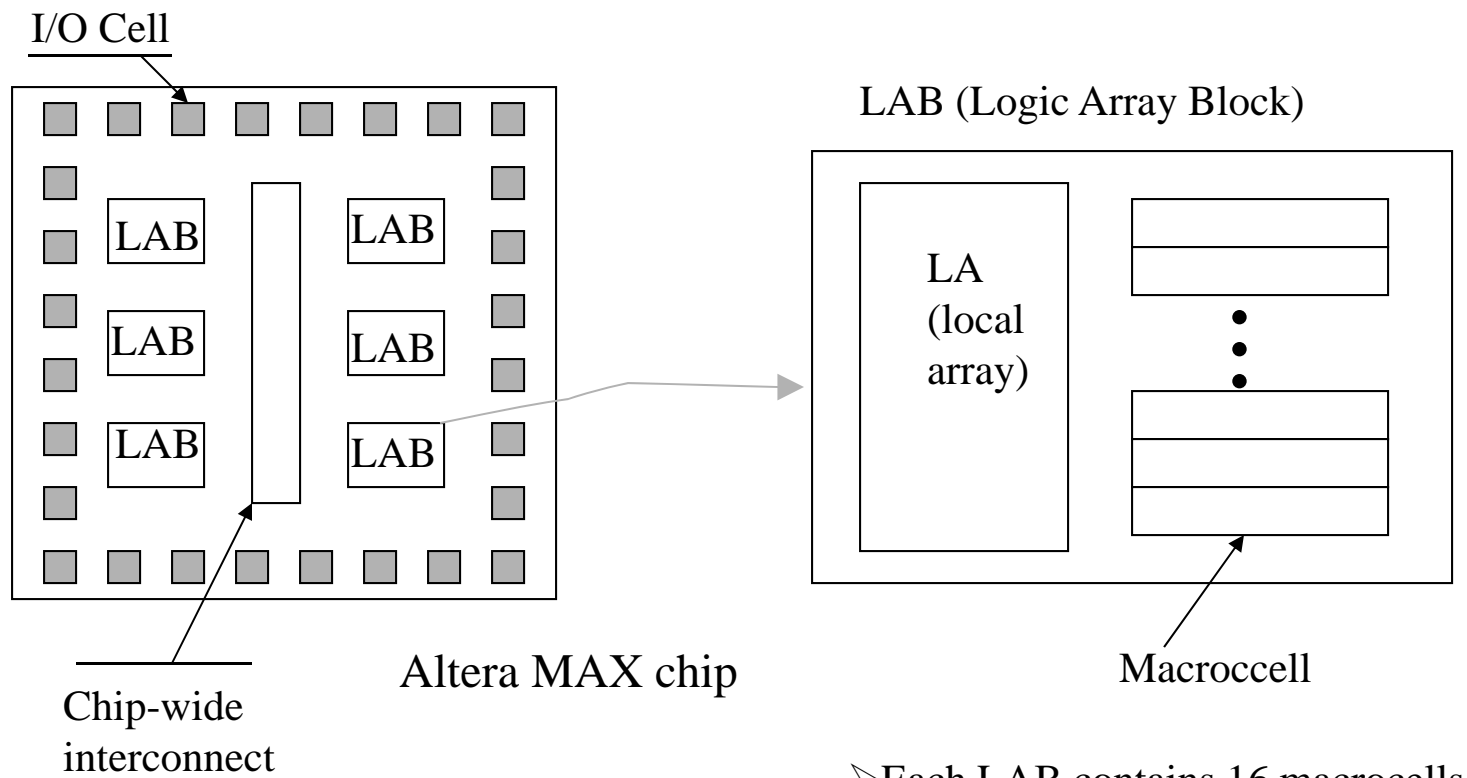 I/O Cell
LAB (Logic Array Block)
LAB
LAB
LA
(local
array)
LAB
LAB
LAB
LAB
Altera MAX chip
Macroccell
Chip-wide
interconnect
➢Each LAB contains 16 macrocells